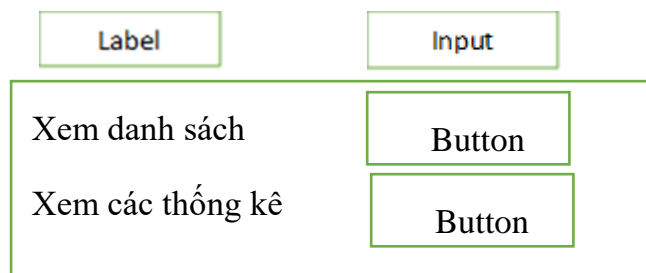 Label Input
Xem danh sách Button
Xem các thống kê Button